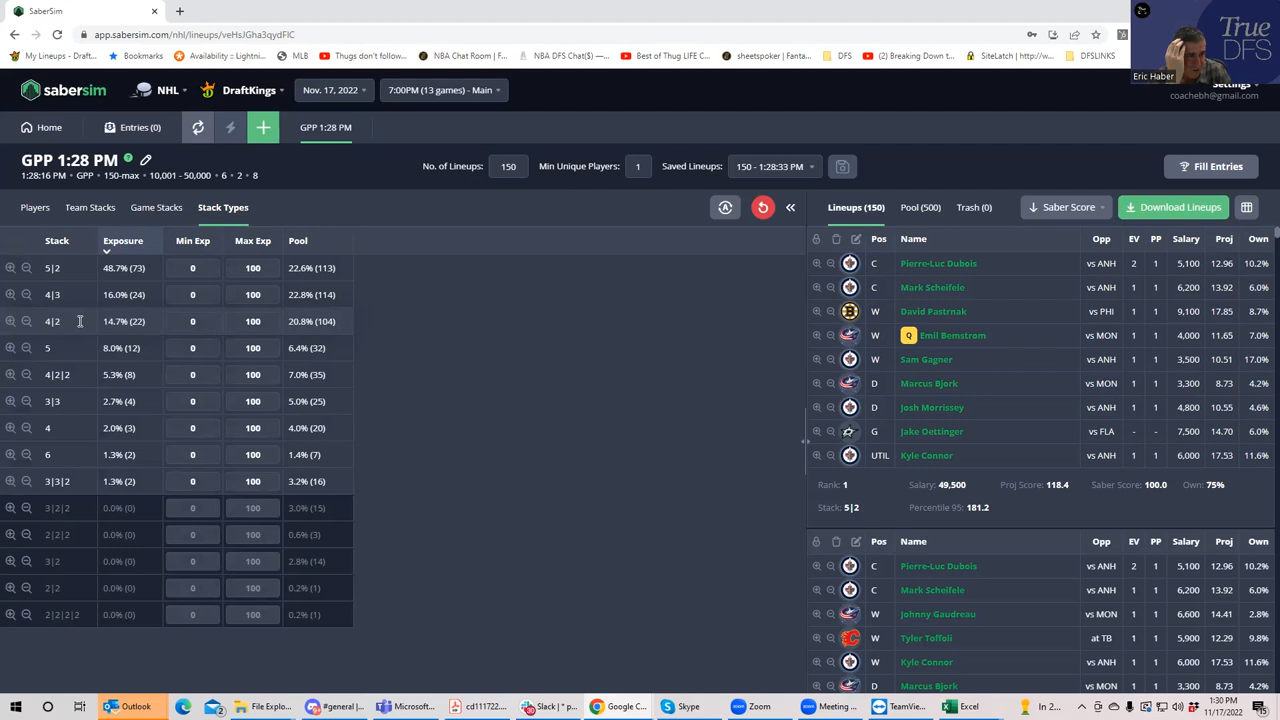 SaberSim
app.sabersim.com/nhl/lineups/veHsJGha3qydFIC
My Lineups - Draft...
Bookmarks
Availability :: Lightni...
MLB
Thugs don't follow...
NBA Chat Room (...
NBA DFS Chat($) -...
Best of Thug LIFE C...
sheetspoker | Fanta...
DFS
(2) Breaking Down t...
SiteLatch | http://w...
DFSLINKS
True
DFS
Eric Haber
sabersim
NHL
DraftKings
Nov. 17, 2022
7:00PM (13 games) - Main
Settings
coachebh@gmail.com
Home
Entries (0)
GPP 1:28 PM
GPP 1:28 PM
1:28:16 PM • GPP • 150-max • 10,001 - 50,000 • 6 • 2 • 8
No. of Lineups: 150
Min Unique Players: 1
Saved Lineups: 150 - 1:28:33 PM
Fill Entries
Players
Team Stacks
Game Stacks
Stack Types
Lineups (150)
Pool (500)
Trash (0)
Saber Score
Download Lineups
Stack Exposure Min Exp Max Exp Pool
5|2 48.7% (73) 0 100 22.6% (113)
4|3 16.0% (24) 0 100 22.8% (114)
4|2 14.7% (22) 0 100 20.8% (104)
5 8.0% (12) 0 100 6.4% (32)
4|2|2 5.3% (8) 0 100 7.0% (35)
3|3 2.7% (4) 0 100 5.0% (25)
4 2.0% (3) 0 100 4.0% (20)
6 1.3% (2) 0 100 1.4% (7)
3|3|2 1.3% (2) 0 100 3.2% (16)
3|2|2 0.0% (0) 0 100 3.0% (15)
2|2|2 0.0% (0) 0 100 0.6% (3)
3|2 0.0% (0) 0 100 2.8% (14)
2|2 0.0% (0) 0 100 0.2% (1)
2|2|2|2 0.0% (0) 0 100 0.2% (1)
Pos Name Opp EV PP Salary Proj Own
C Pierre-Luc Dubois vs ANH 2 1 5,100 12.96 10.2%
C Mark Scheifele vs ANH 1 1 6,200 13.92 6.0%
W David Pastrnak vs PHI 1 1 9,100 17.85 8.7%
W Q Emil Bemstrom vs MON 1 1 4,000 11.65 7.0%
W Sam Gagner vs ANH 1 1 3,500 10.51 17.0%
D Marcus Bjork vs MON 1 1 3,300 8.73 4.2%
D Josh Morrissey vs ANH 1 1 4,800 10.55 4.6%
G Jake Oettinger vs FLA - - 7,500 14.70 6.0%
UTIL Kyle Connor vs ANH 1 1 6,000 17.53 11.6%
Rank: 1 Salary: 49,500 Proj Score: 118.4 Saber Score: 100.0 Own: 75%
Stack: 5|2 Percentile 95: 181.2
Pos Name Opp EV PP Salary Proj Own
C Pierre-Luc Dubois vs ANH 2 1 5,100 12.96 10.2%
C Mark Scheifele vs ANH 1 1 6,200 13.92 6.0%
W Johnny Gaudreau vs MON 1 1 6,600 14.41 2.8%
W Tyler Toffoli at TB 1 1 5,900 12.29 9.8%
W Kyle Connor vs ANH 1 1 6,000 17.53 11.6%
D Marcus Bjork vs MON 1 1 3,300 8.73 4.2%
Outlook
2
File Explo...
#general |...
Microsoft...
cd111722...
Slack | * p...
Google C...
Skype
Zoom
Meeting ...
TeamView...
Excel
In 2...
1:30 PM
11/17/2022